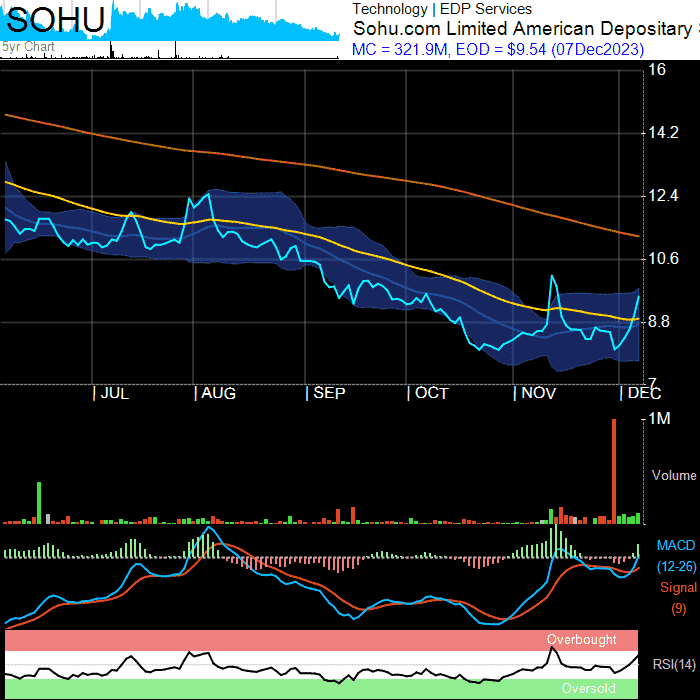 SOHU
5yr Chart
Technology | EDP Services
Sohu.com Limited American Depositary S
MC = 321.9M, EOD = $9.54 (07Dec2023)
16
14.2
12.4
10.6
8.8
7
JUL AUG SEP OCT NOV DEC
1M
Volume
MACD
(12-26)
Signal
(9)
Overbought
RSI(14)
Oversold